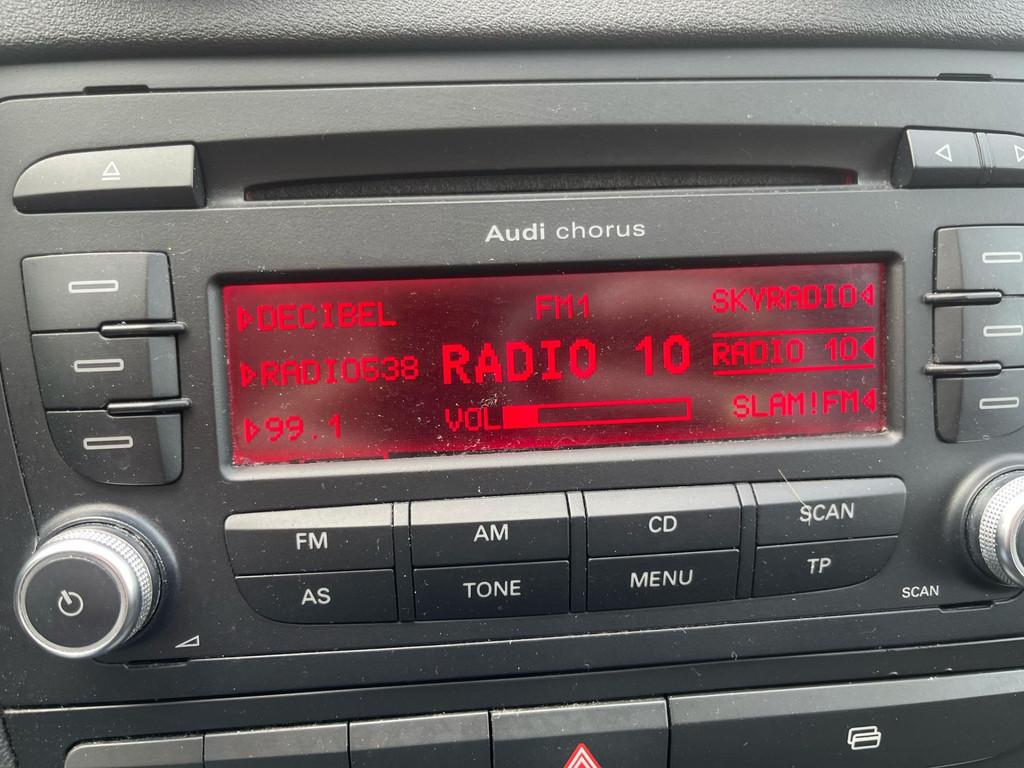 Audi chorus
DECIBEL FM1 SKYRADIO
RADIO538 RADIO 10 RADIO 10
99.1 VOL SLAM!FM
FM AM CD SCAN
AS TONE MENU TP
SCAN